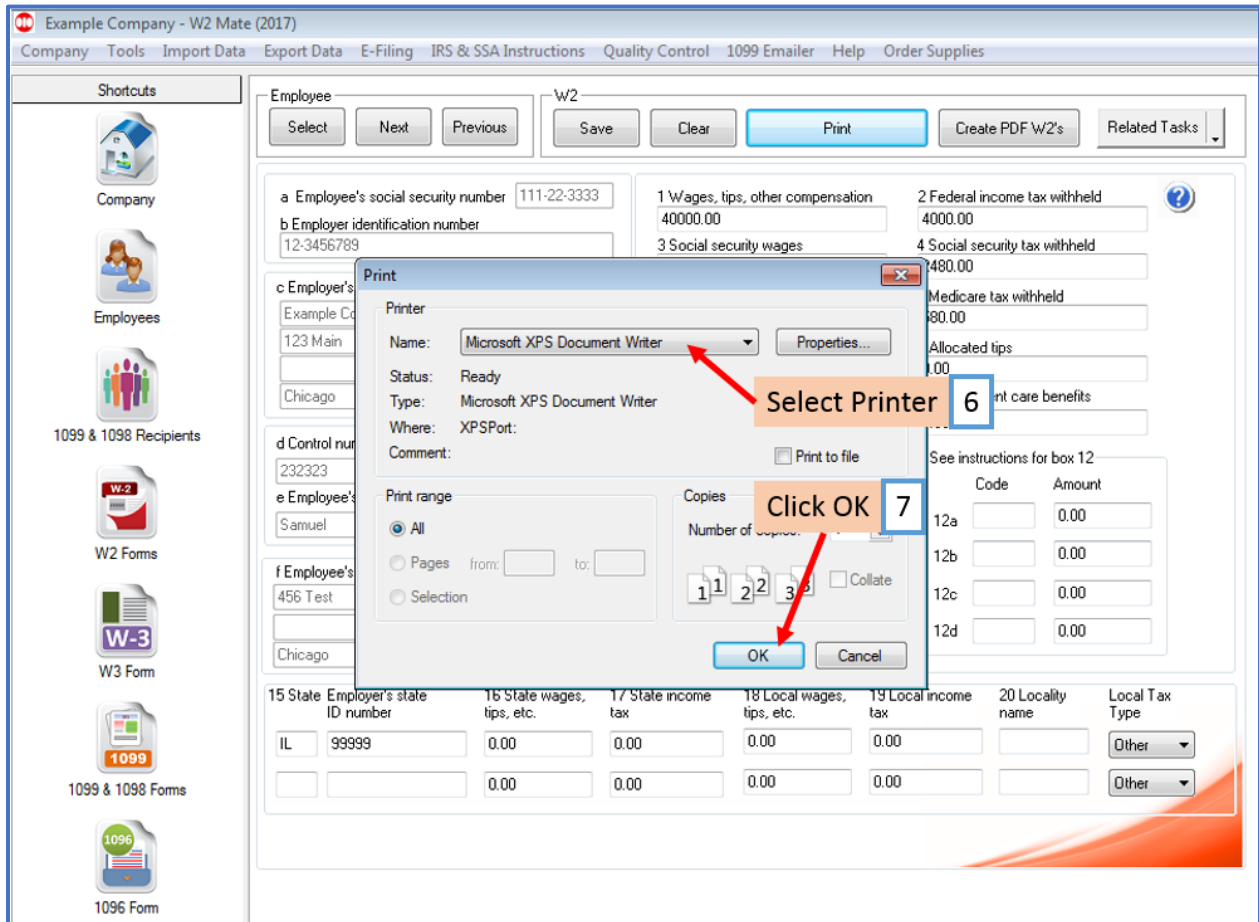 Example Company - W2 Mate (2017)
Company Tools Import Data Export Data E-Filing IRS & SSA Instructions Quality Control 1099 Emailer Help Order Supplies
Shortcuts
Company
Employees
1099 & 1098 Recipients
W-2
W2 Forms
W-3
W3 Form
1099
1099 & 1098 Forms
1096
1096 Form
Employee
Select Next Previous
W2
Save Clear Print Create PDF W2's Related Tasks
a Employee's social security number 111-22-3333
b Employer identification number
12-3456789
c Employer's
Example
123 Main
Chicago
d Control
232323
e Employee's
Samuel
f Employee's
456 Test
Chicago
1 Wages, tips, other compensation
40000.00
2 Federal income tax withheld
4000.00
3 Social security wages
4 Social security tax withheld
2480.00
Medicare tax withheld
580.00
Allocated tips
care benefits
See instructions for box 12
Code Amount
12a 0.00
12b 0.00
12c 0.00
12d 0.00
Print
Printer
Name: Microsoft XPS Document Writer Properties...
Status: Ready
Type: Microsoft XPS Document Writer
Where: XPSPort:
Comment:
Print to file
Select Printer 6
Print range
All
Pages from: to:
Selection
Copies
Number of copies:
1 1 2 2 3 3 Collate
Click OK 7
OK Cancel
15 State Employer's state ID number 16 State wages, tips, etc. 17 State income tax 18 Local wages, tips, etc. 19 Local income tax 20 Locality name Local Tax Type
IL 99999 0.00 0.00 0.00 0.00 Other
0.00 0.00 0.00 0.00 Other